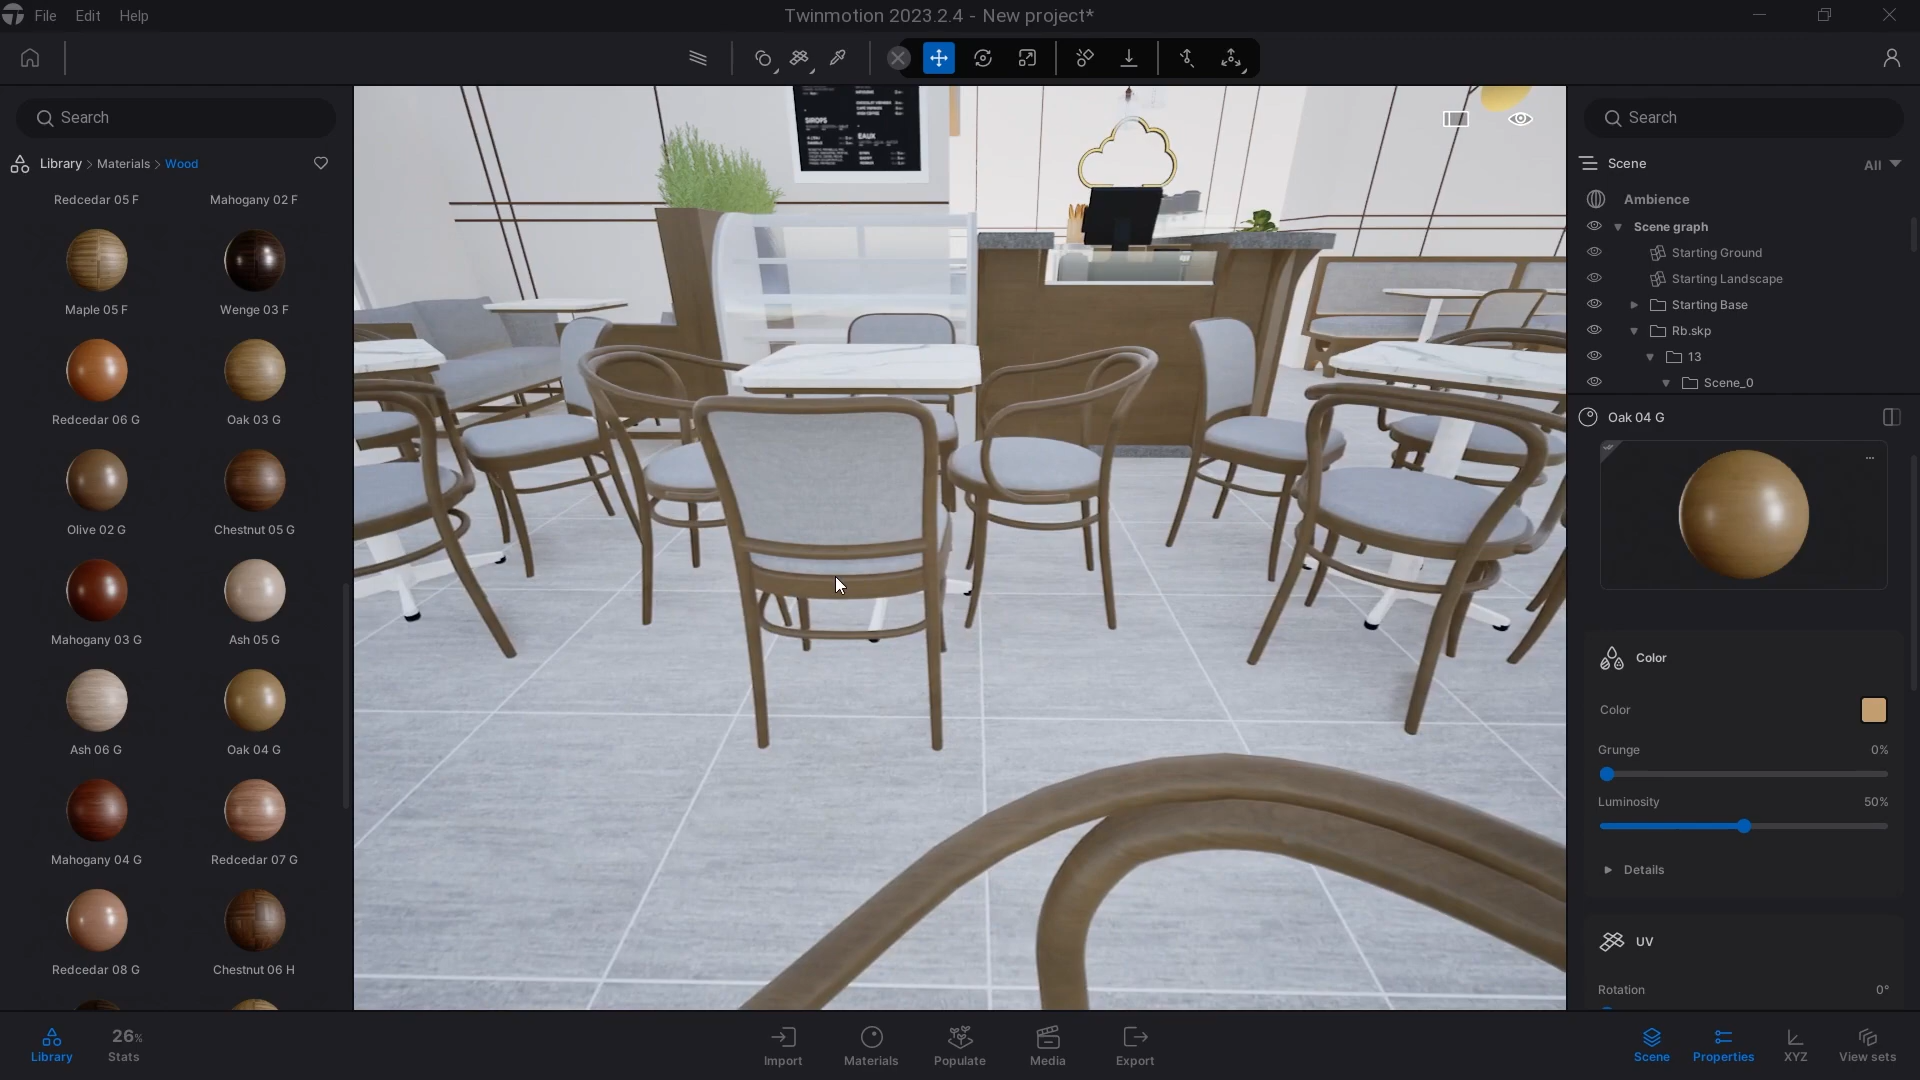 File Edit Help
Twinmotion 2023.2.4 - New project*
Search
Library > Materials > Wood
Redcedar 05 F
Mahogany 02 F
Maple 05 F
Wenge 03 F
Redcedar 06 G
Oak 03 G
Olive 02 G
Chestnut 05 G
Mahogany 03 G
Ash 05 G
Ash 06 G
Oak 04 G
Mahogany 04 G
Redcedar 07 G
Redcedar 08 G
Chestnut 06 H
SIROPS
EAUX
Search
Scene
All
Ambience
Scene graph
Starting Ground
Starting Landscape
Starting Base
Rb.skp
13
Scene_0
Oak 04 G
Color
Color
Grunge 0%
Luminosity 50%
Details
UV
Rotation 0°
Library
26%
Stats
Import
Materials
Populate
Media
Export
Scene
Properties
XYZ
View sets